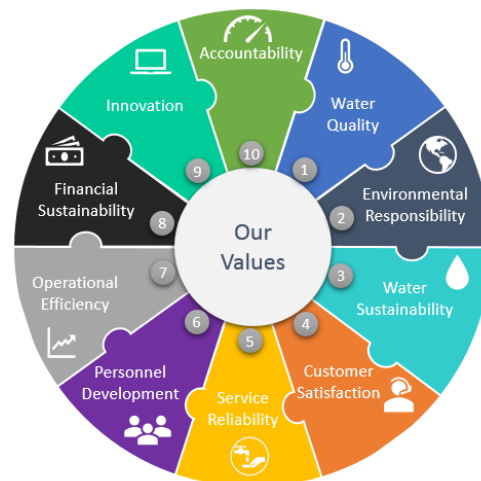 Our
Values
1
Water
Quality
2
Environmental
Responsibility
3
Water
Sustainability
4
Customer
Satisfaction
5
Service
Reliability
6
Personnel
Development
7
Operational
Efficiency
8
Financial
Sustainability
9
Innovation
10
Accountability